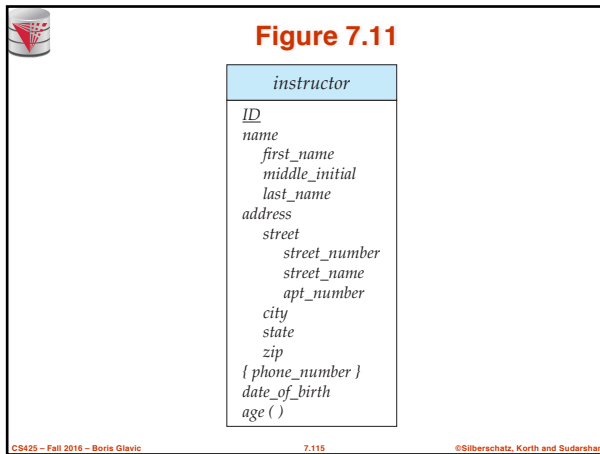 Figure 7.11
instructor
ID
name
first_name
middle_initial
last_name
address
street
street_number
street_name
apt_number
city
state
zip
{ phone_number }
date_of_birth
age ( )
CS425 – Fall 2016 – Boris Glavic 7.115 ©Silberschatz, Korth and Sudarshan